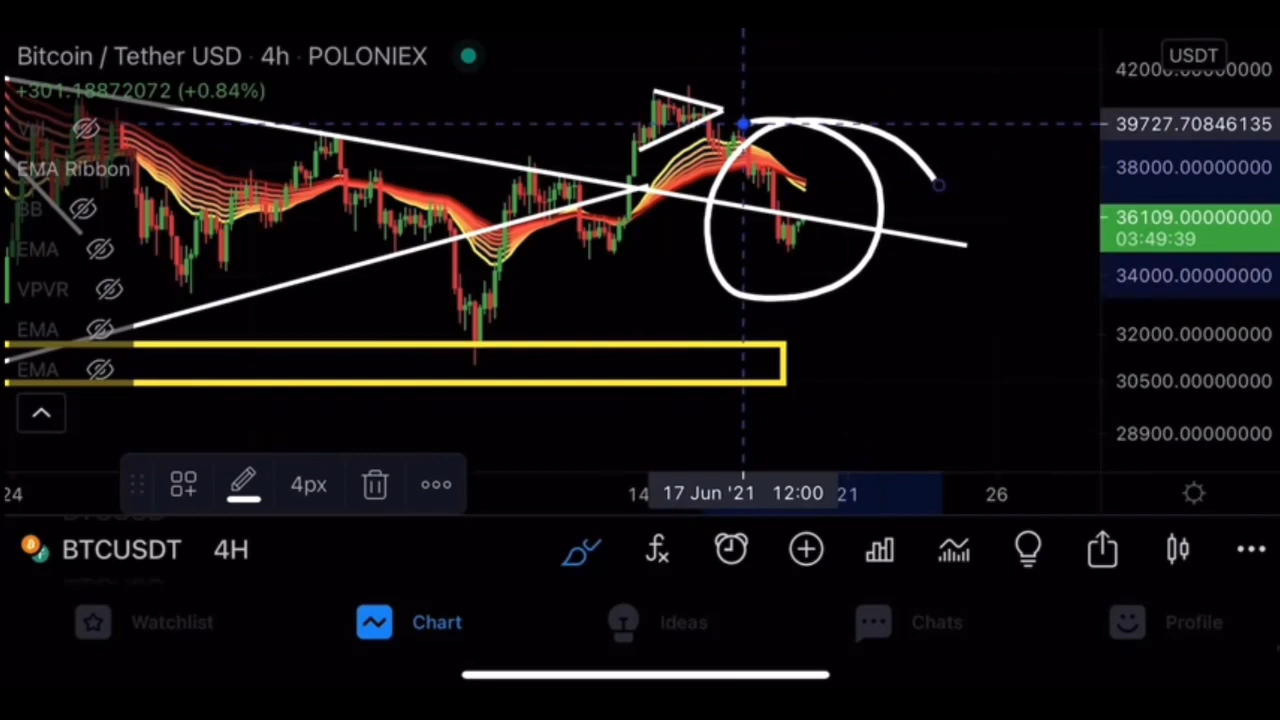 Bitcoin / Tether USD · 4h · POLONIEX
USDT
42000.00000000
+301.18872072 (+0.84%)
Vol
39727.70846135
EMA Ribbon
38000.00000000
BB
36109.00000000
03:49:39
EMA
34000.00000000
VPVR
EMA
32000.00000000
EMA
30500.00000000
28900.00000000
4px
24
14
17 Jun '21 12:00
21
26
BTCUSDT 4H
Watchlist
Chart
Ideas
Chats
Profile